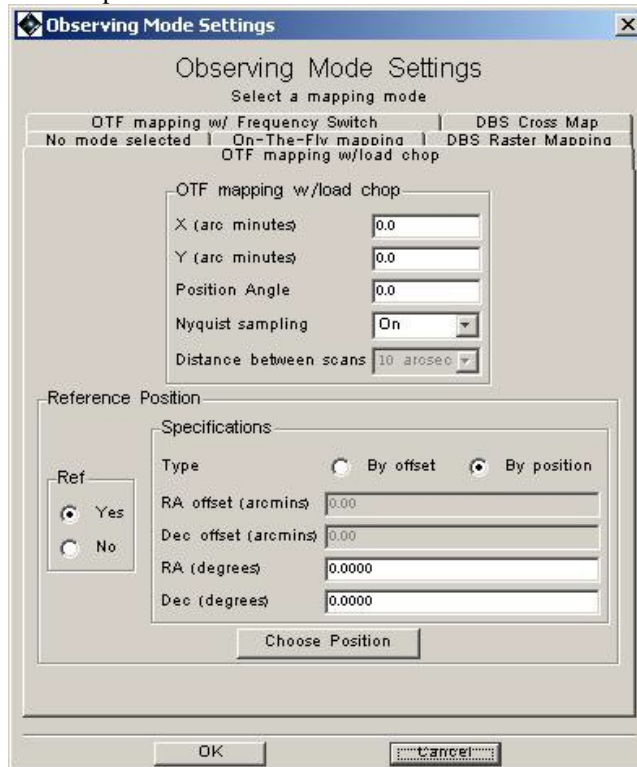 Observing Mode Settings
Observing Mode Settings
Select a mapping mode
OTF mapping w/ Frequency Switch | DBS Cross Map
No mode selected | On-The-Fly mapping | DBS Raster Mapping
OTF mapping w/load chop
OTF mapping w/load chop
X (arc minutes) 0.0
Y (arc minutes) 0.0
Position Angle 0.0
Nyquist sampling On
Distance between scans 10 arcsec
Reference Position
Specifications
Ref
Yes
No
Type By offset By position
RA offset (arcmins) 0.00
Dec offset (arcmins) 0.00
RA (degrees) 0.0000
Dec (degrees) 0.0000
Choose Position
OK Cancel